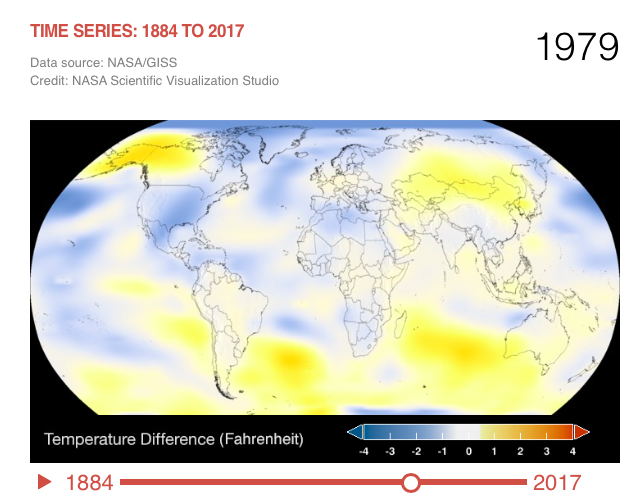 TIME SERIES: 1884 TO 2017
1979
Data source: NASA/GISS
Credit: NASA Scientific Visualization Studio
Temperature Difference (Fahrenheit)
-4 -3 -2 -1 0 1 2 3 4
1884 2017